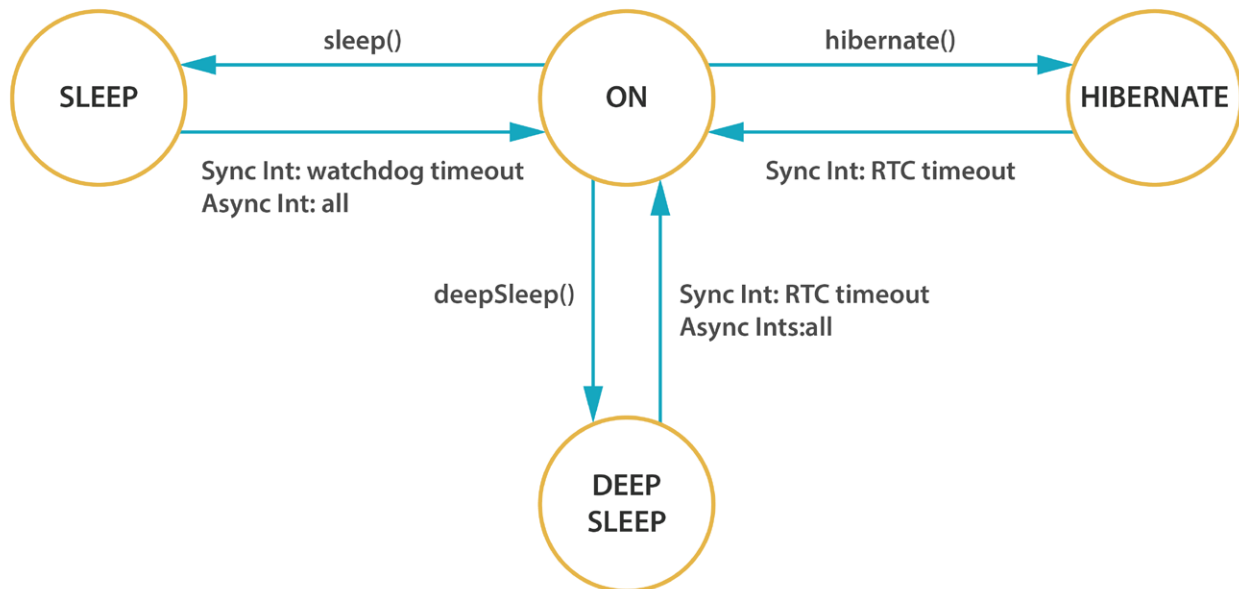 sleep()
hibernate()
SLEEP
ON
HIBERNATE
Sync Int: watchdog timeout
Async Int: all
Sync Int: RTC timeout
deepSleep()
Sync Int: RTC timeout
Async Ints:all
DEEP
SLEEP